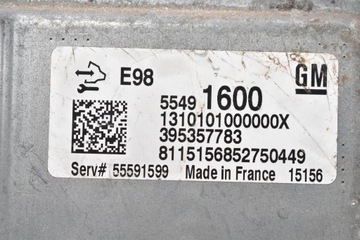 E98
GM
5549 1600
1310101000000X
395357783
8115156852750449
Serv# 55591599 Made in France 15156